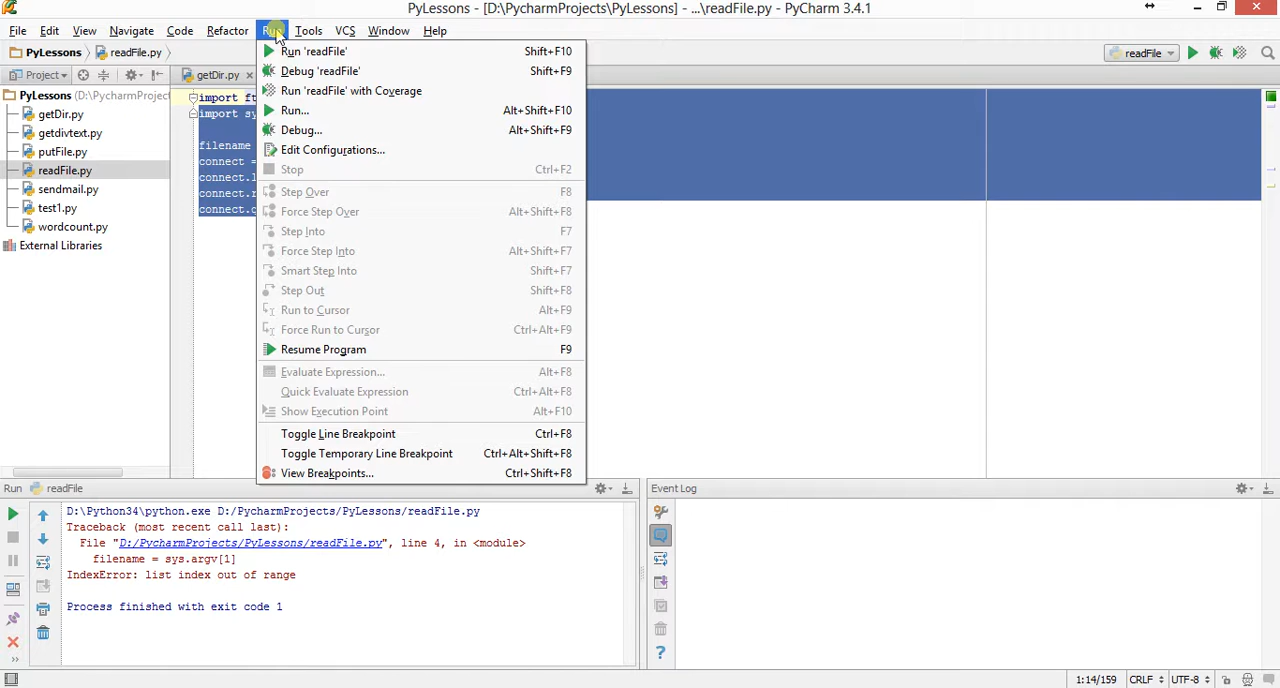 PyLessons - [D:\PycharmProjects\PyLessons] - ...\readFile.py - PyCharm 3.4.1
File Edit View Navigate Code Refactor Run Tools VCS Window Help
PyLessons readFile.py readFile
Project getDir.py
PyLessons (D:\PycharmProject
getDir.py
getdivtext.py
putFile.py
readFile.py
sendmail.py
test1.py
wordcount.py
External Libraries
import ft
import sy
filename
connect =
connect.l
connect.r
connect.c
Run 'readFile' Shift+F10
Debug 'readFile' Shift+F9
Run 'readFile' with Coverage
Run... Alt+Shift+F10
Debug... Alt+Shift+F9
Edit Configurations...
Stop Ctrl+F2
Step Over F8
Force Step Over Alt+Shift+F8
Step Into F7
Force Step Into Alt+Shift+F7
Smart Step Into Shift+F7
Step Out Shift+F8
Run to Cursor Alt+F9
Force Run to Cursor Ctrl+Alt+F9
Resume Program F9
Evaluate Expression... Alt+F8
Quick Evaluate Expression Ctrl+Alt+F8
Show Execution Point Alt+F10
Toggle Line Breakpoint Ctrl+F8
Toggle Temporary Line Breakpoint Ctrl+Alt+Shift+F8
View Breakpoints... Ctrl+Shift+F8
Run readFile
D:\Python34\python.exe D:/PycharmProjects/PyLessons/readFile.py
Traceback (most recent call last):
File "D:/PycharmProjects/PyLessons/readFile.py", line 4, in <module>
filename = sys.argv[1]
IndexError: list index out of range
Process finished with exit code 1
Event Log
1:14/159 CRLF UTF-8